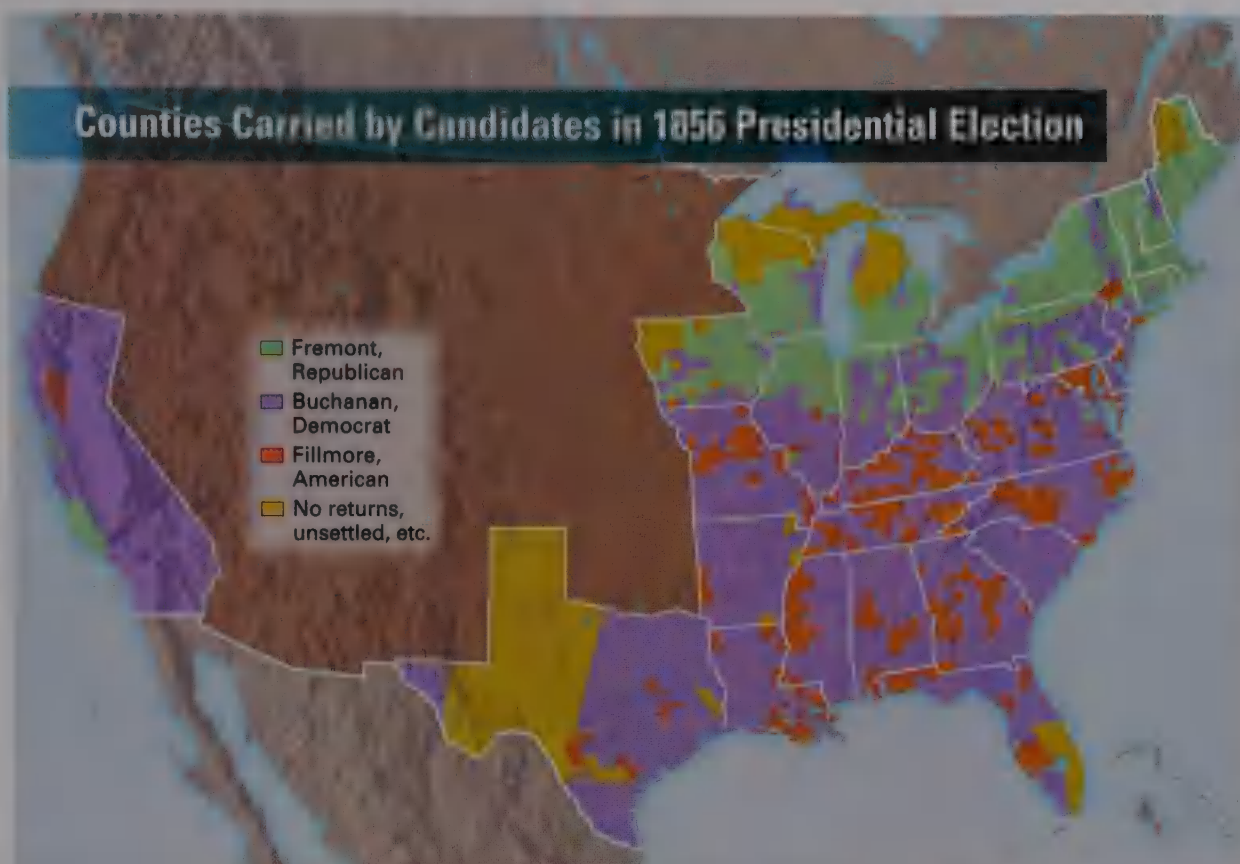 Counties Carried by Candidates in 1856 Presidential Election
Fremont,
Republican
Buchanan,
Democrat
Fillmore,
American
No returns,
unsettled, etc.